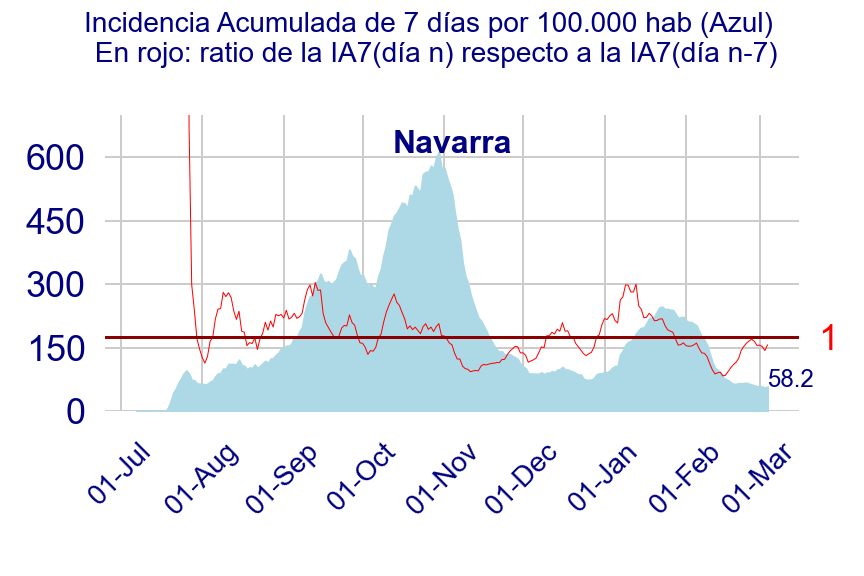 Incidencia Acumulada de 7 días por 100.000 hab (Azul)
En rojo: ratio de la IA7(día n) respecto a la IA7(día n-7)
Navarra
600
450
300
150
0
1
58.2
01-Jul
01-Aug
01-Sep
01-Oct
01-Nov
01-Dec
01-Jan
01-Feb
01-Mar